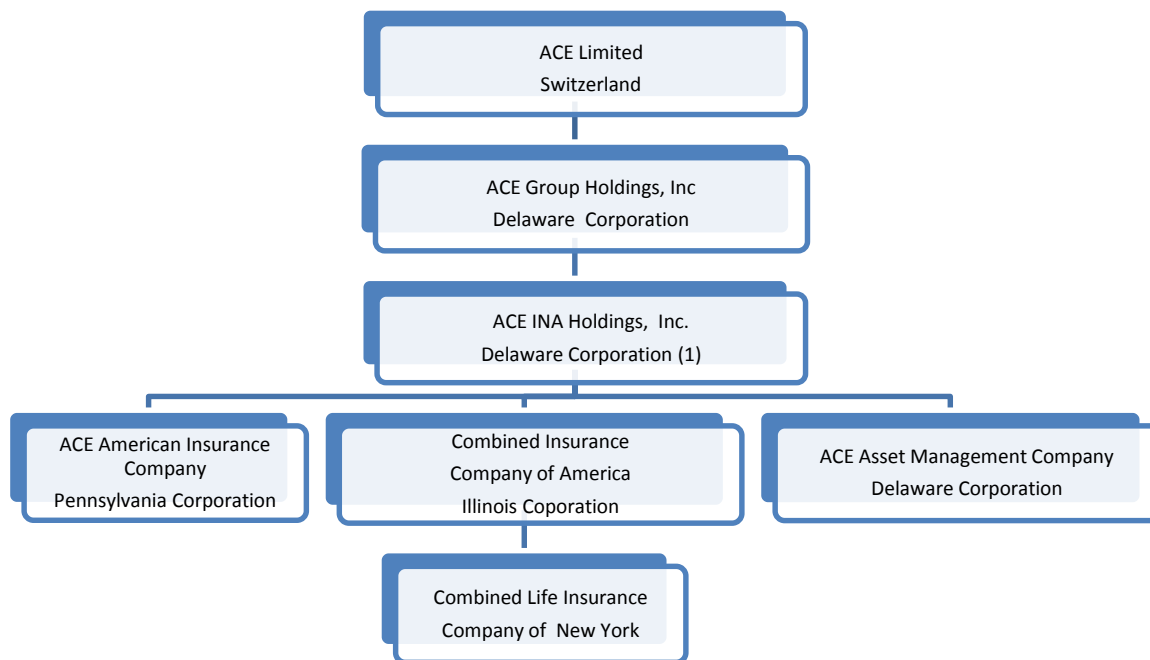 ACE Limited
Switzerland
ACE Group Holdings, Inc
Delaware Corporation
ACE INA Holdings, Inc.
Delaware Corporation (1)
ACE American Insurance
Company
Pennsylvania Corporation
Combined Insurance
Company of America
Illinois Coporation
ACE Asset Management Company
Delaware Corporation
Combined Life Insurance
Company of New York